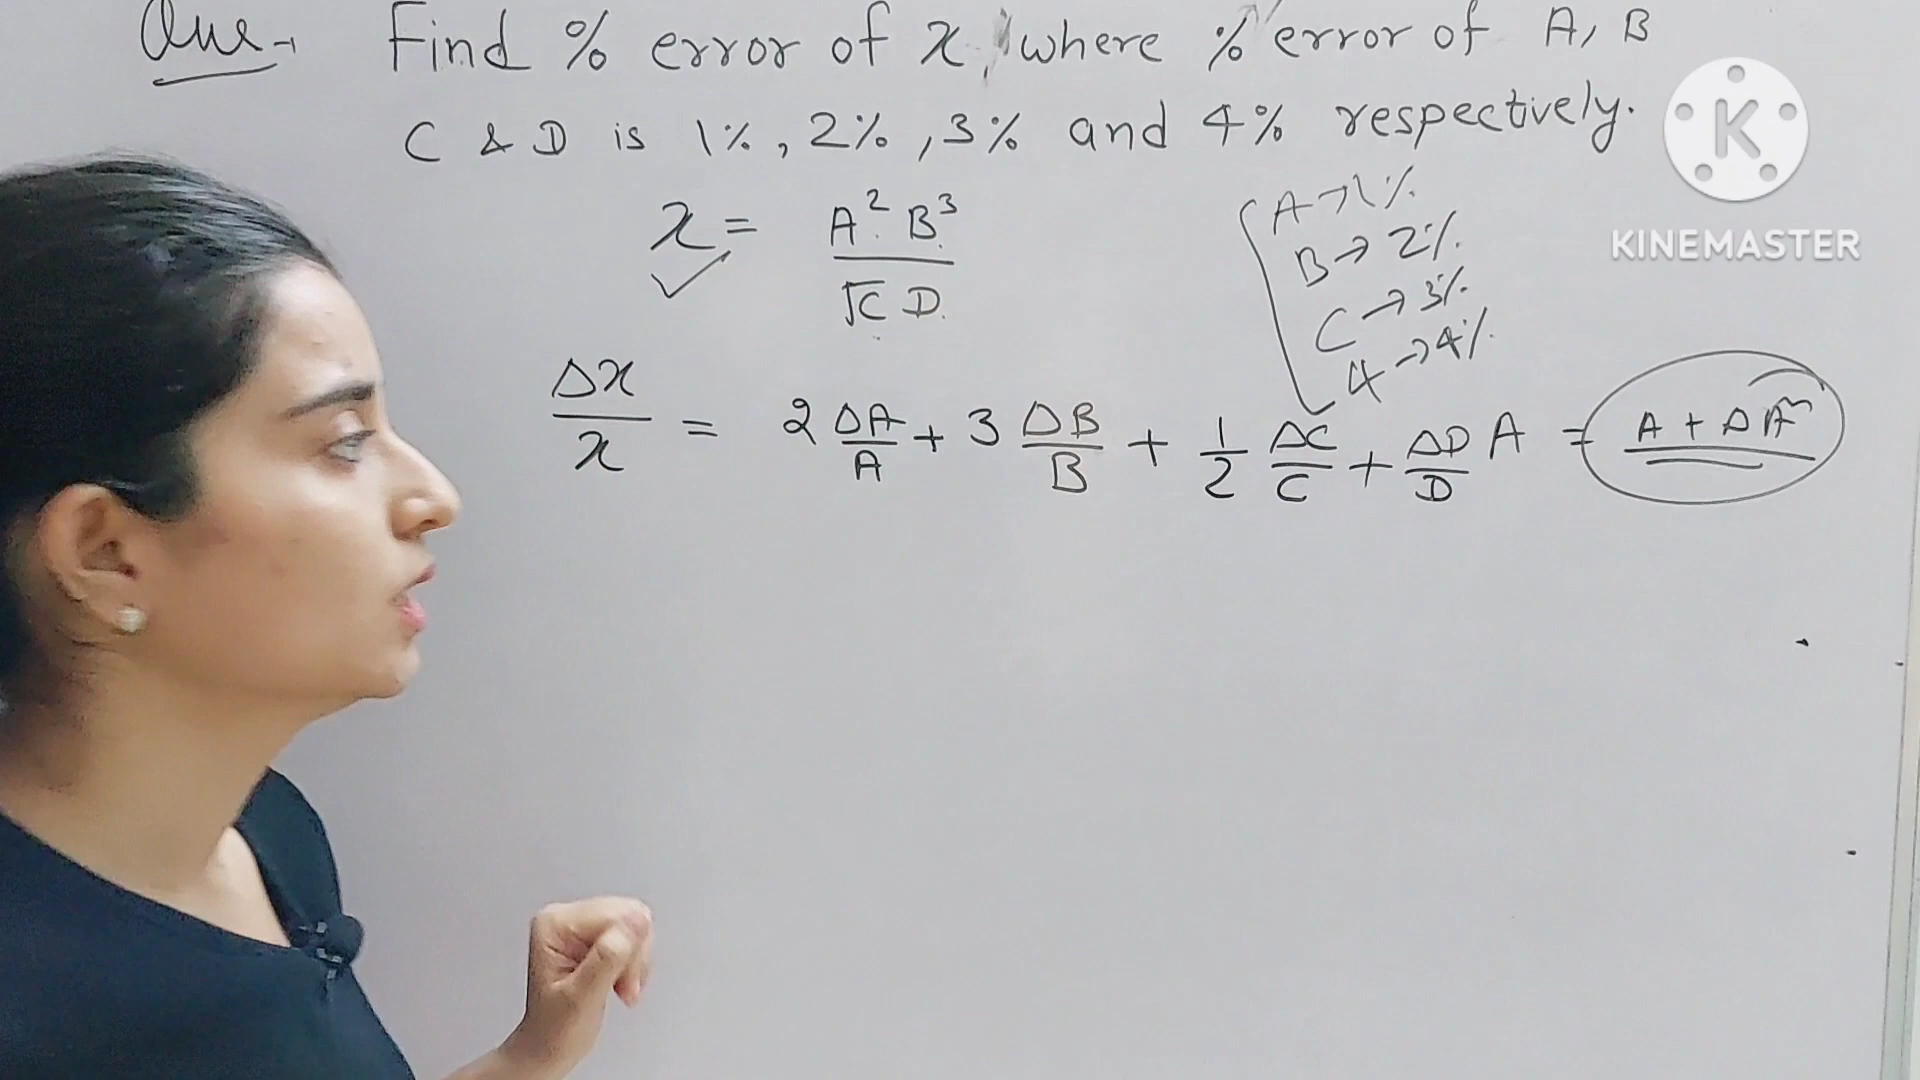 Que → Find % error of x, where % error of A, B
C & D is 1%, 2%, 3% and 4% respectively.
x = A² B³ / √C D
A → 1%
B → 2%
C → 3%
4 → 4%
Δx/x = 2 ΔA/A + 3 ΔB/B + 1/2 ΔC/C + ΔD/D A = A + ΔA
K
KINEMASTER